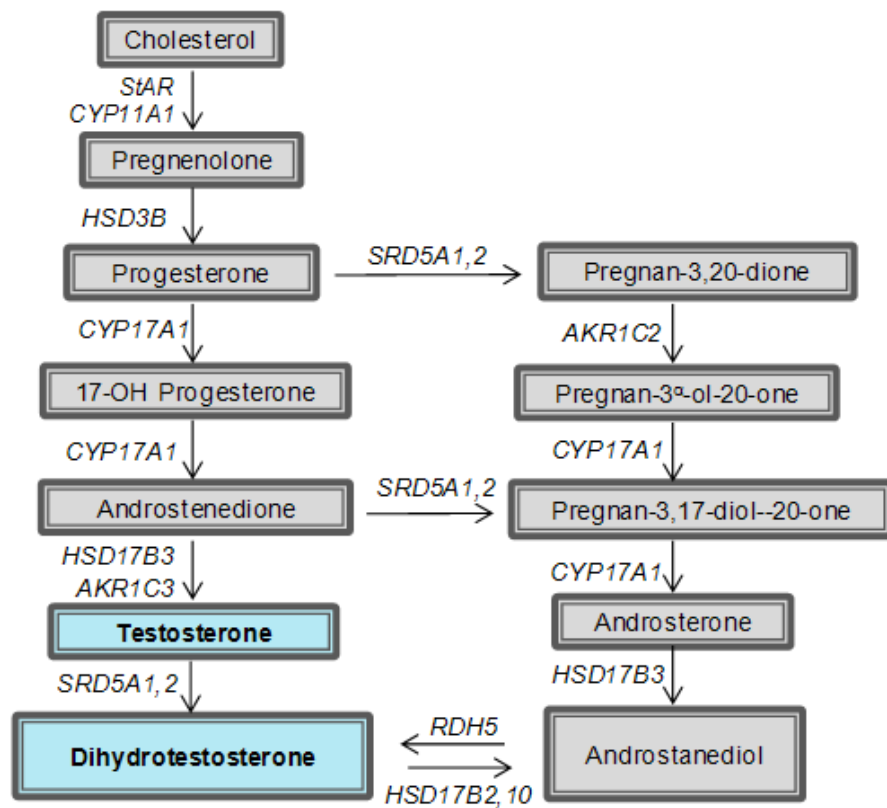 Cholesterol
StAR
CYP11A1
Pregnenolone
HSD3B
Progesterone
SRD5A1,2
Pregnan-3,20-dione
CYP17A1
AKR1C2
17-OH Progesterone
Pregnan-3α-ol-20-one
CYP17A1
CYP17A1
Androstenedione
SRD5A1,2
Pregnan-3,17-diol--20-one
HSD17B3
AKR1C3
CYP17A1
Testosterone
Androsterone
SRD5A1,2
HSD17B3
Dihydrotestosterone
RDH5
HSD17B2,10
Androstanediol